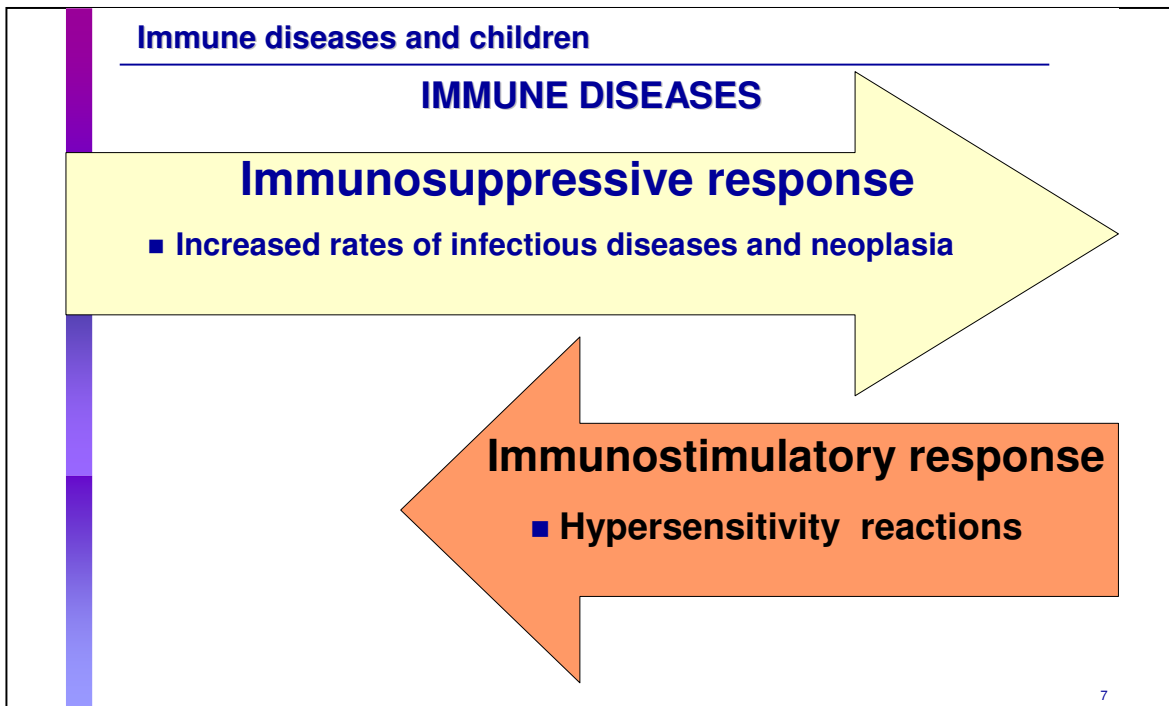 Immune diseases and children
IMMUNE DISEASES
Immunosuppressive response
■ Increased rates of infectious diseases and neoplasia
Immunostimulatory response
■ Hypersensitivity reactions
7